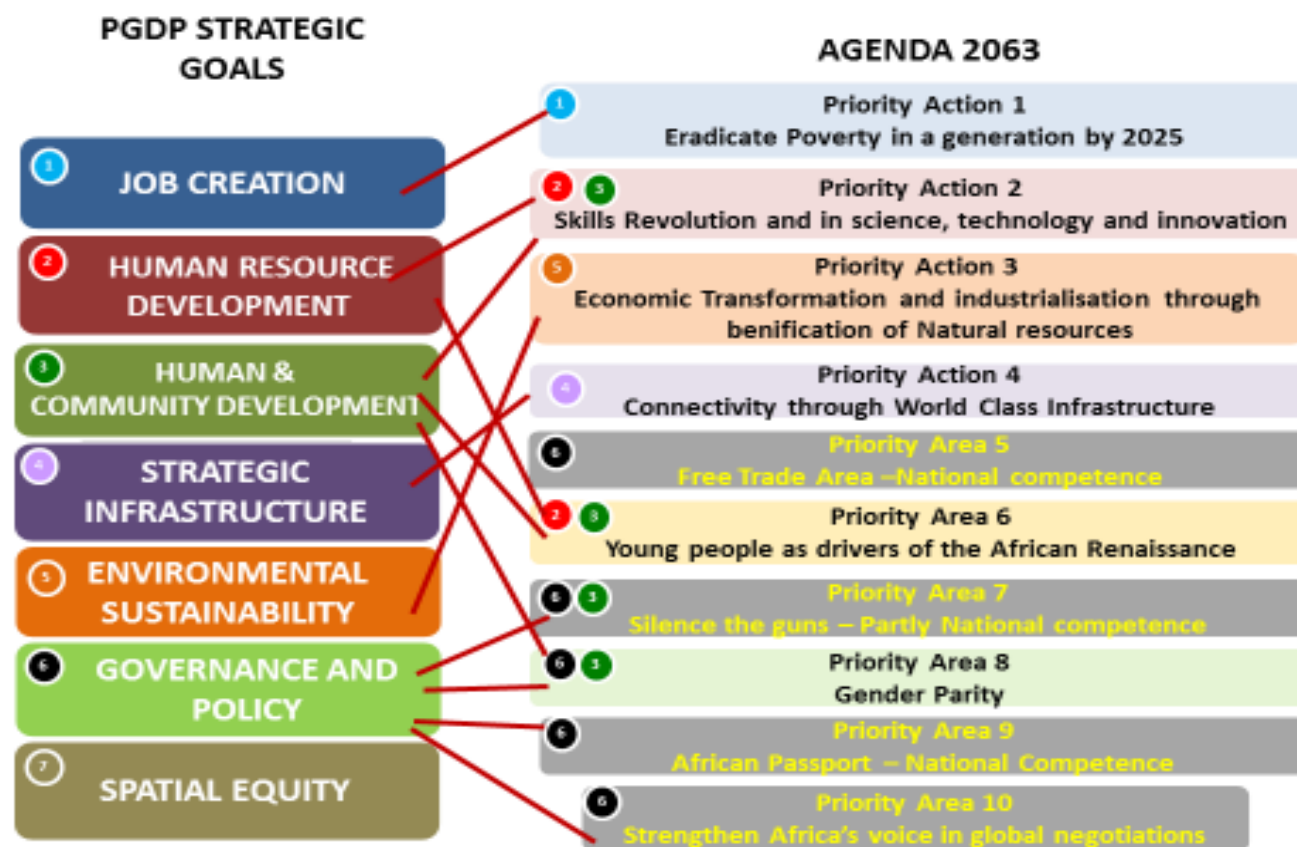 PGDP STRATEGIC
GOALS
1
JOB CREATION
2
HUMAN RESOURCE
DEVELOPMENT
3
HUMAN &
COMMUNITY DEVELOPMENT
4
STRATEGIC
INFRASTRUCTURE
5
ENVIRONMENTAL
SUSTAINABILITY
6
GOVERNANCE AND
POLICY
7
SPATIAL EQUITY
AGENDA 2063
1
Priority Action 1
Eradicate Poverty in a generation by 2025
2 3
Priority Action 2
Skills Revolution and in science, technology and innovation
5
Priority Action 3
Economic Transformation and industrialisation through
benification of Natural resources
4
Priority Action 4
Connectivity through World Class Infrastructure
6
Priority Area 5
Free Trade Area –National competence
2 3
Priority Area 6
Young people as drivers of the African Renaissance
6 3
Priority Area 7
Silence the guns – Partly National competence
6 3
Priority Area 8
Gender Parity
6
Priority Area 9
African Passport – National Competence
6
Priority Area 10
Strengthen Africa's voice in global negotiations